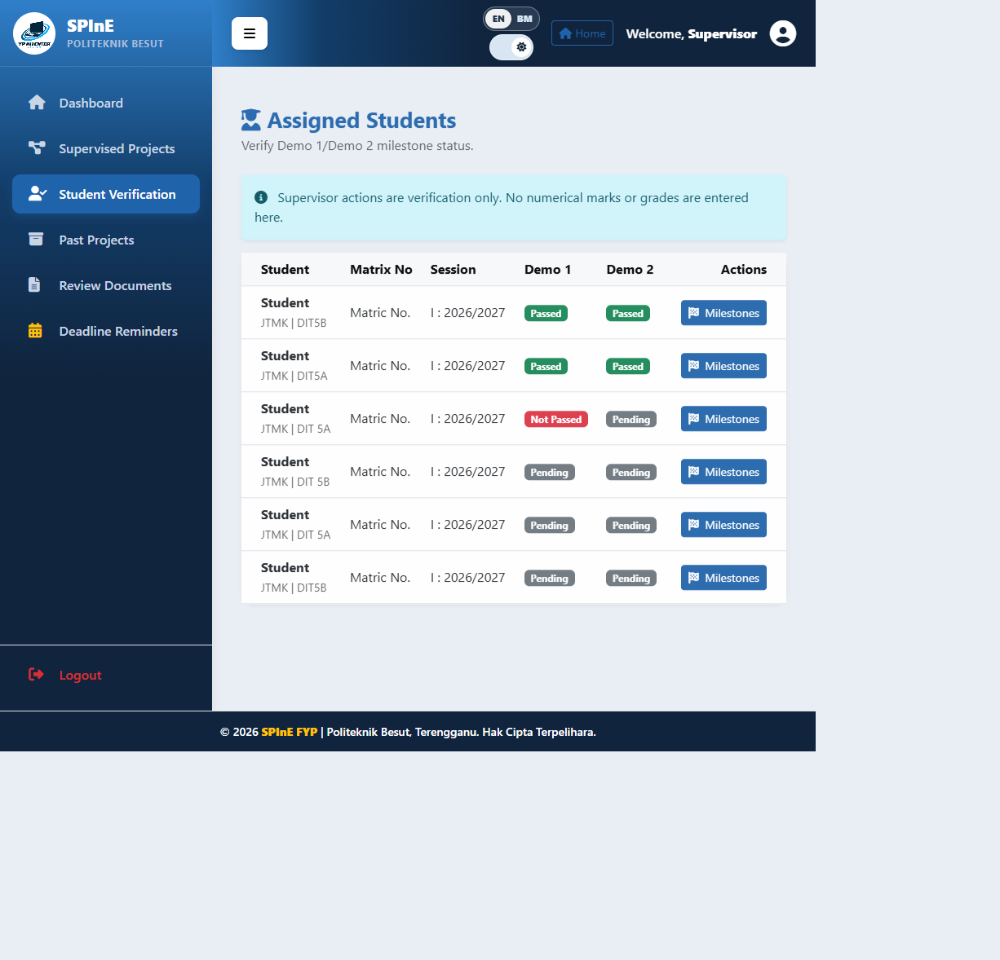 SPInE
POLITEKNIK BESUT
EN BM
Home
Welcome, Supervisor
Dashboard
Supervised Projects
Student Verification
Past Projects
Review Documents
Deadline Reminders
Logout
Assigned Students
Verify Demo 1/Demo 2 milestone status.
Supervisor actions are verification only. No numerical marks or grades are entered
here.
Student Matrix No Session Demo 1 Demo 2 Actions
Student
JTMK | DIT5B
Matric No. I : 2026/2027 Passed Passed Milestones
Student
JTMK | DIT5A
Matric No. I : 2026/2027 Passed Passed Milestones
Student
JTMK | DIT 5A
Matric No. I : 2026/2027 Not Passed Pending Milestones
Student
JTMK | DIT 5B
Matric No. I : 2026/2027 Pending Pending Milestones
Student
JTMK | DIT 5A
Matric No. I : 2026/2027 Pending Pending Milestones
Student
JTMK | DIT5B
Matric No. I : 2026/2027 Pending Pending Milestones
© 2026 SPInE FYP | Politeknik Besut, Terengganu. Hak Cipta Terpelihara.